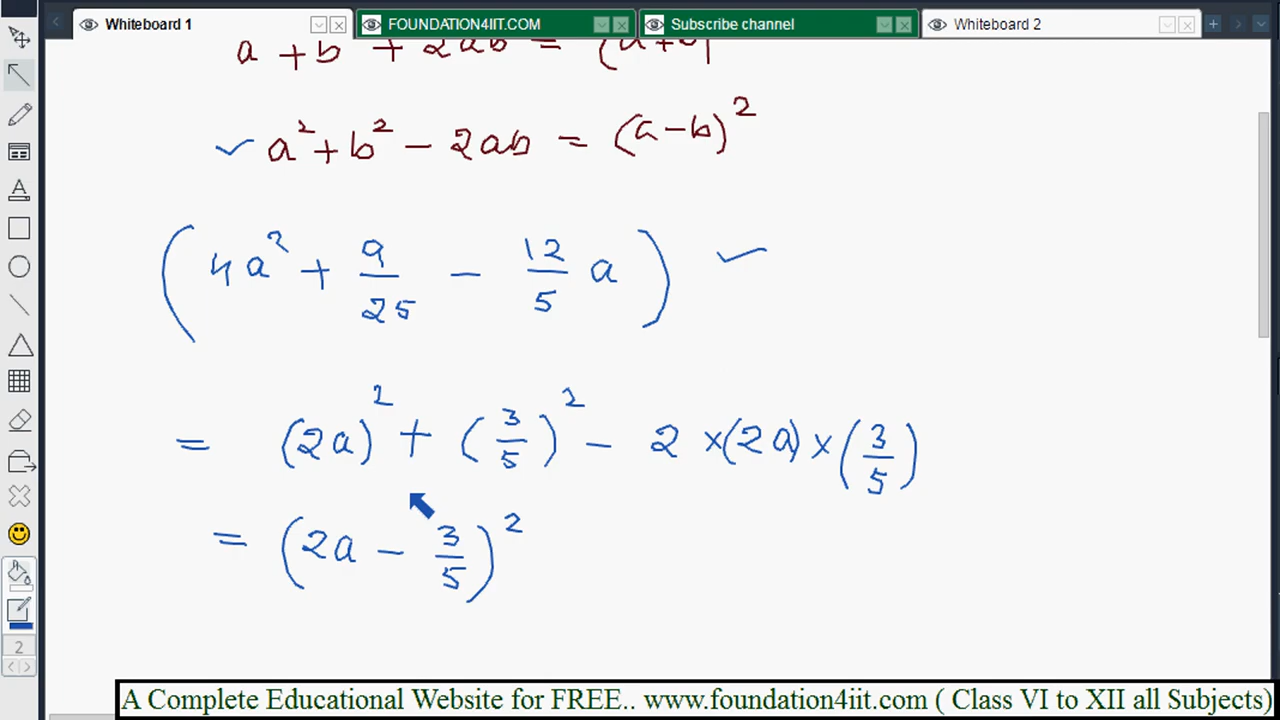 Whiteboard 1 FOUNDATION4IIT.COM Subscribe channel Whiteboard 2
a + b + 2ab = (a+b)
a² + b² - 2ab = (a-b)²
(4a² + 9/25 - 12/5 a)
= (2a)² + (3/5)² - 2 × (2a) × (3/5)
= (2a - 3/5)²
2
A Complete Educational Website for FREE.. www.foundation4iit.com ( Class VI to XII all Subjects)